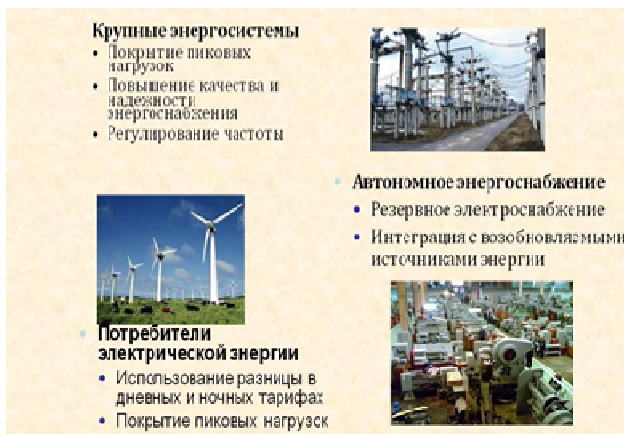 Крупные энергосистемы
• Покрытие пиковых
нагрузок
• Повышение качества и
надежности
энергоснабжения
• Регулирование частоты
• Автономное энергоснабжение
• Резервное электроснабжение
• Интеграция с возобновляемыми
источниками энергии
• Потребители
электрической энергии
• Использование разницы в
дневных и ночных тарифах
• Покрытие пиковых нагрузок